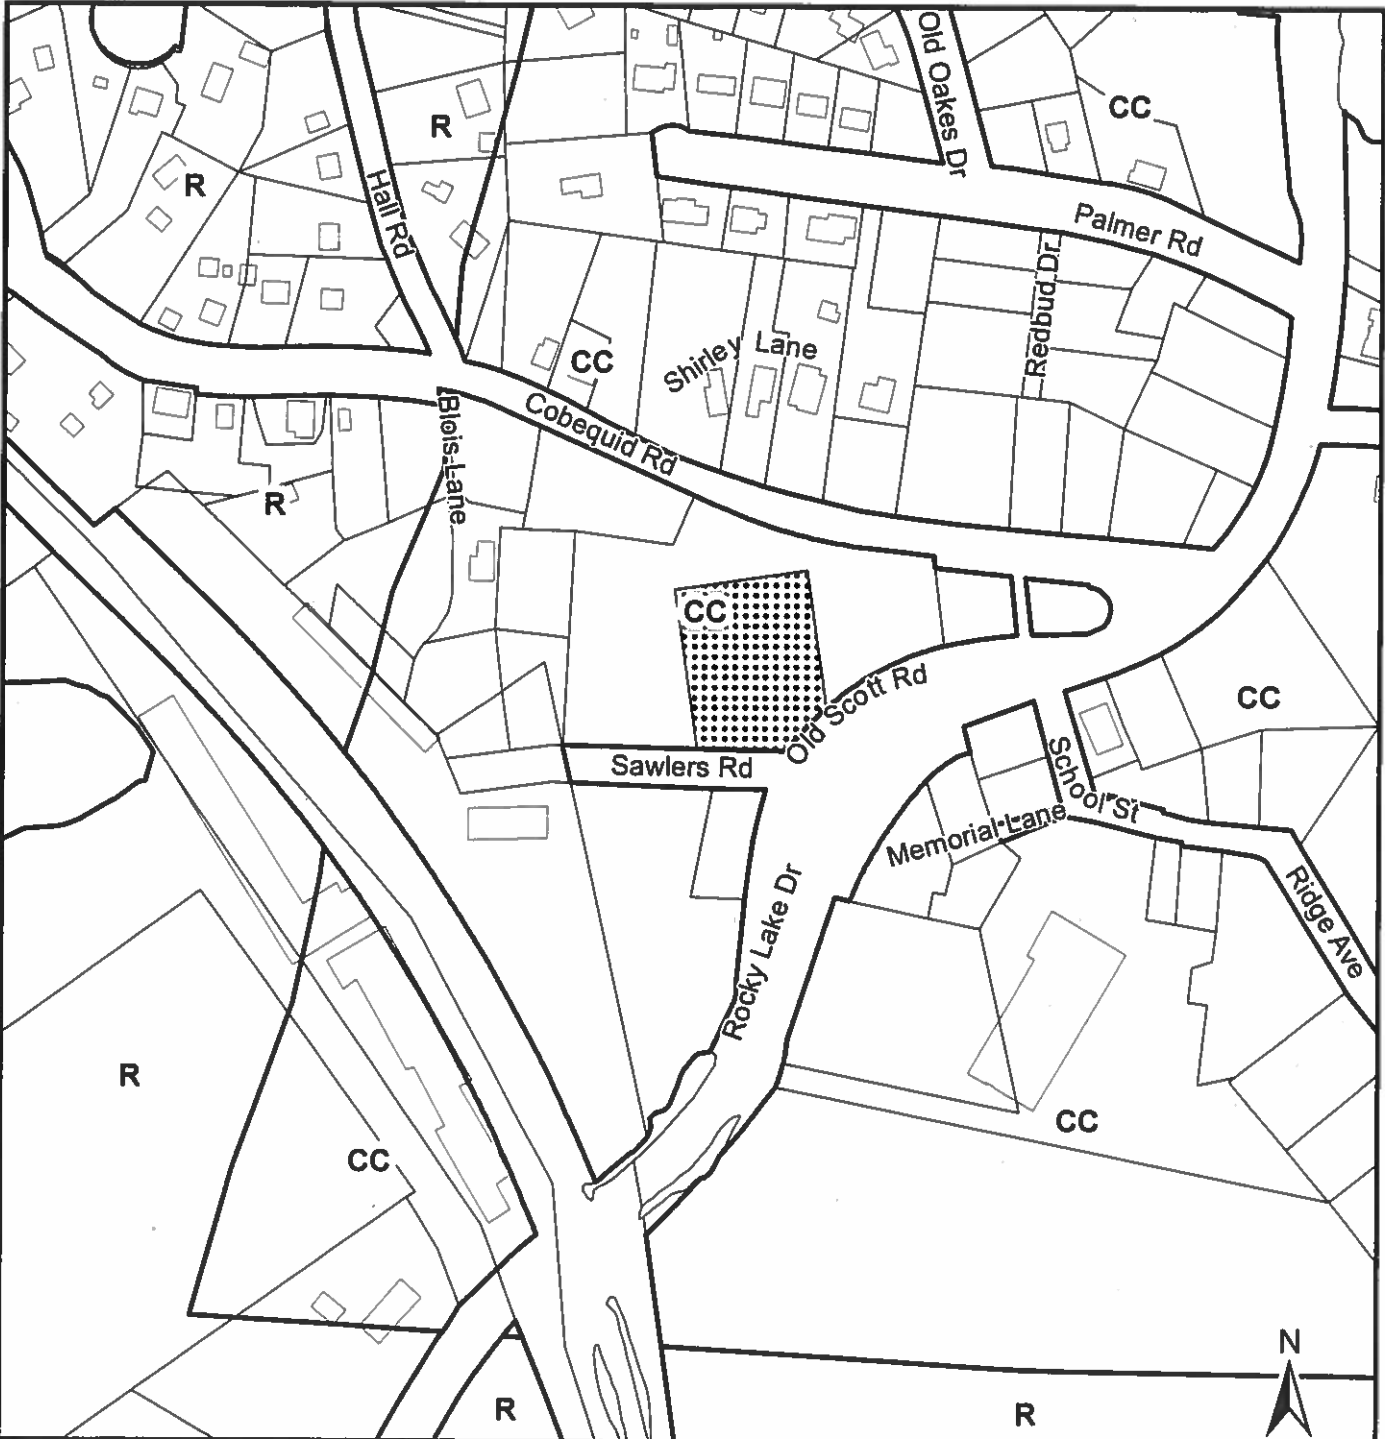 Old Oakes Dr
CC
R
R
Hall Rd
Palmer Rd
Redbud Dr
CC
Shirley Lane
Cobequid Rd
Blois Lane
R
CC
Old Scott Rd
CC
Sawlers Rd
School St
Memorial Lane
Ridge Ave
Rocky Lake Dr
R
CC
CC
N
R
R